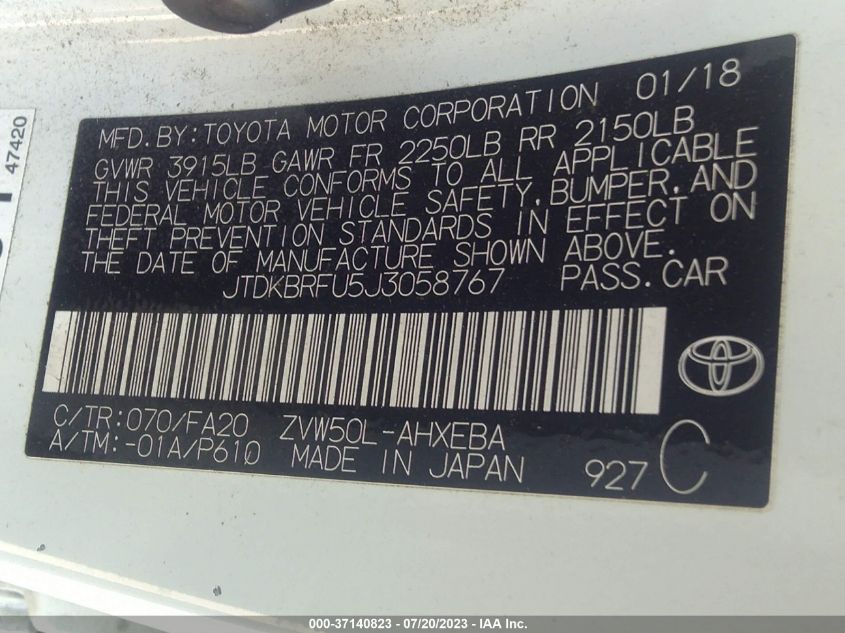 47420
MFD.BY:TOYOTA MOTOR CORPORATION 01/18
GVWR 3915LB GAWR FR 2250LB RR 2150LB
THIS VEHICLE CONFORMS TO ALL APPLICABLE
FEDERAL MOTOR VEHICLE SAFETY,BUMPER,AND
THEFT PREVENTION STANDARDS IN EFFECT ON
THE DATE OF MANUFACTURE SHOWN ABOVE.
JTDKBRFU5J3058767 PASS.CAR
C/TR:070/FA20 ZVW50L-AHXEBA
A/TM:-01A/P610 MADE IN JAPAN 927 C
000-37140823 / 07/20/2023 - IAA Inc.